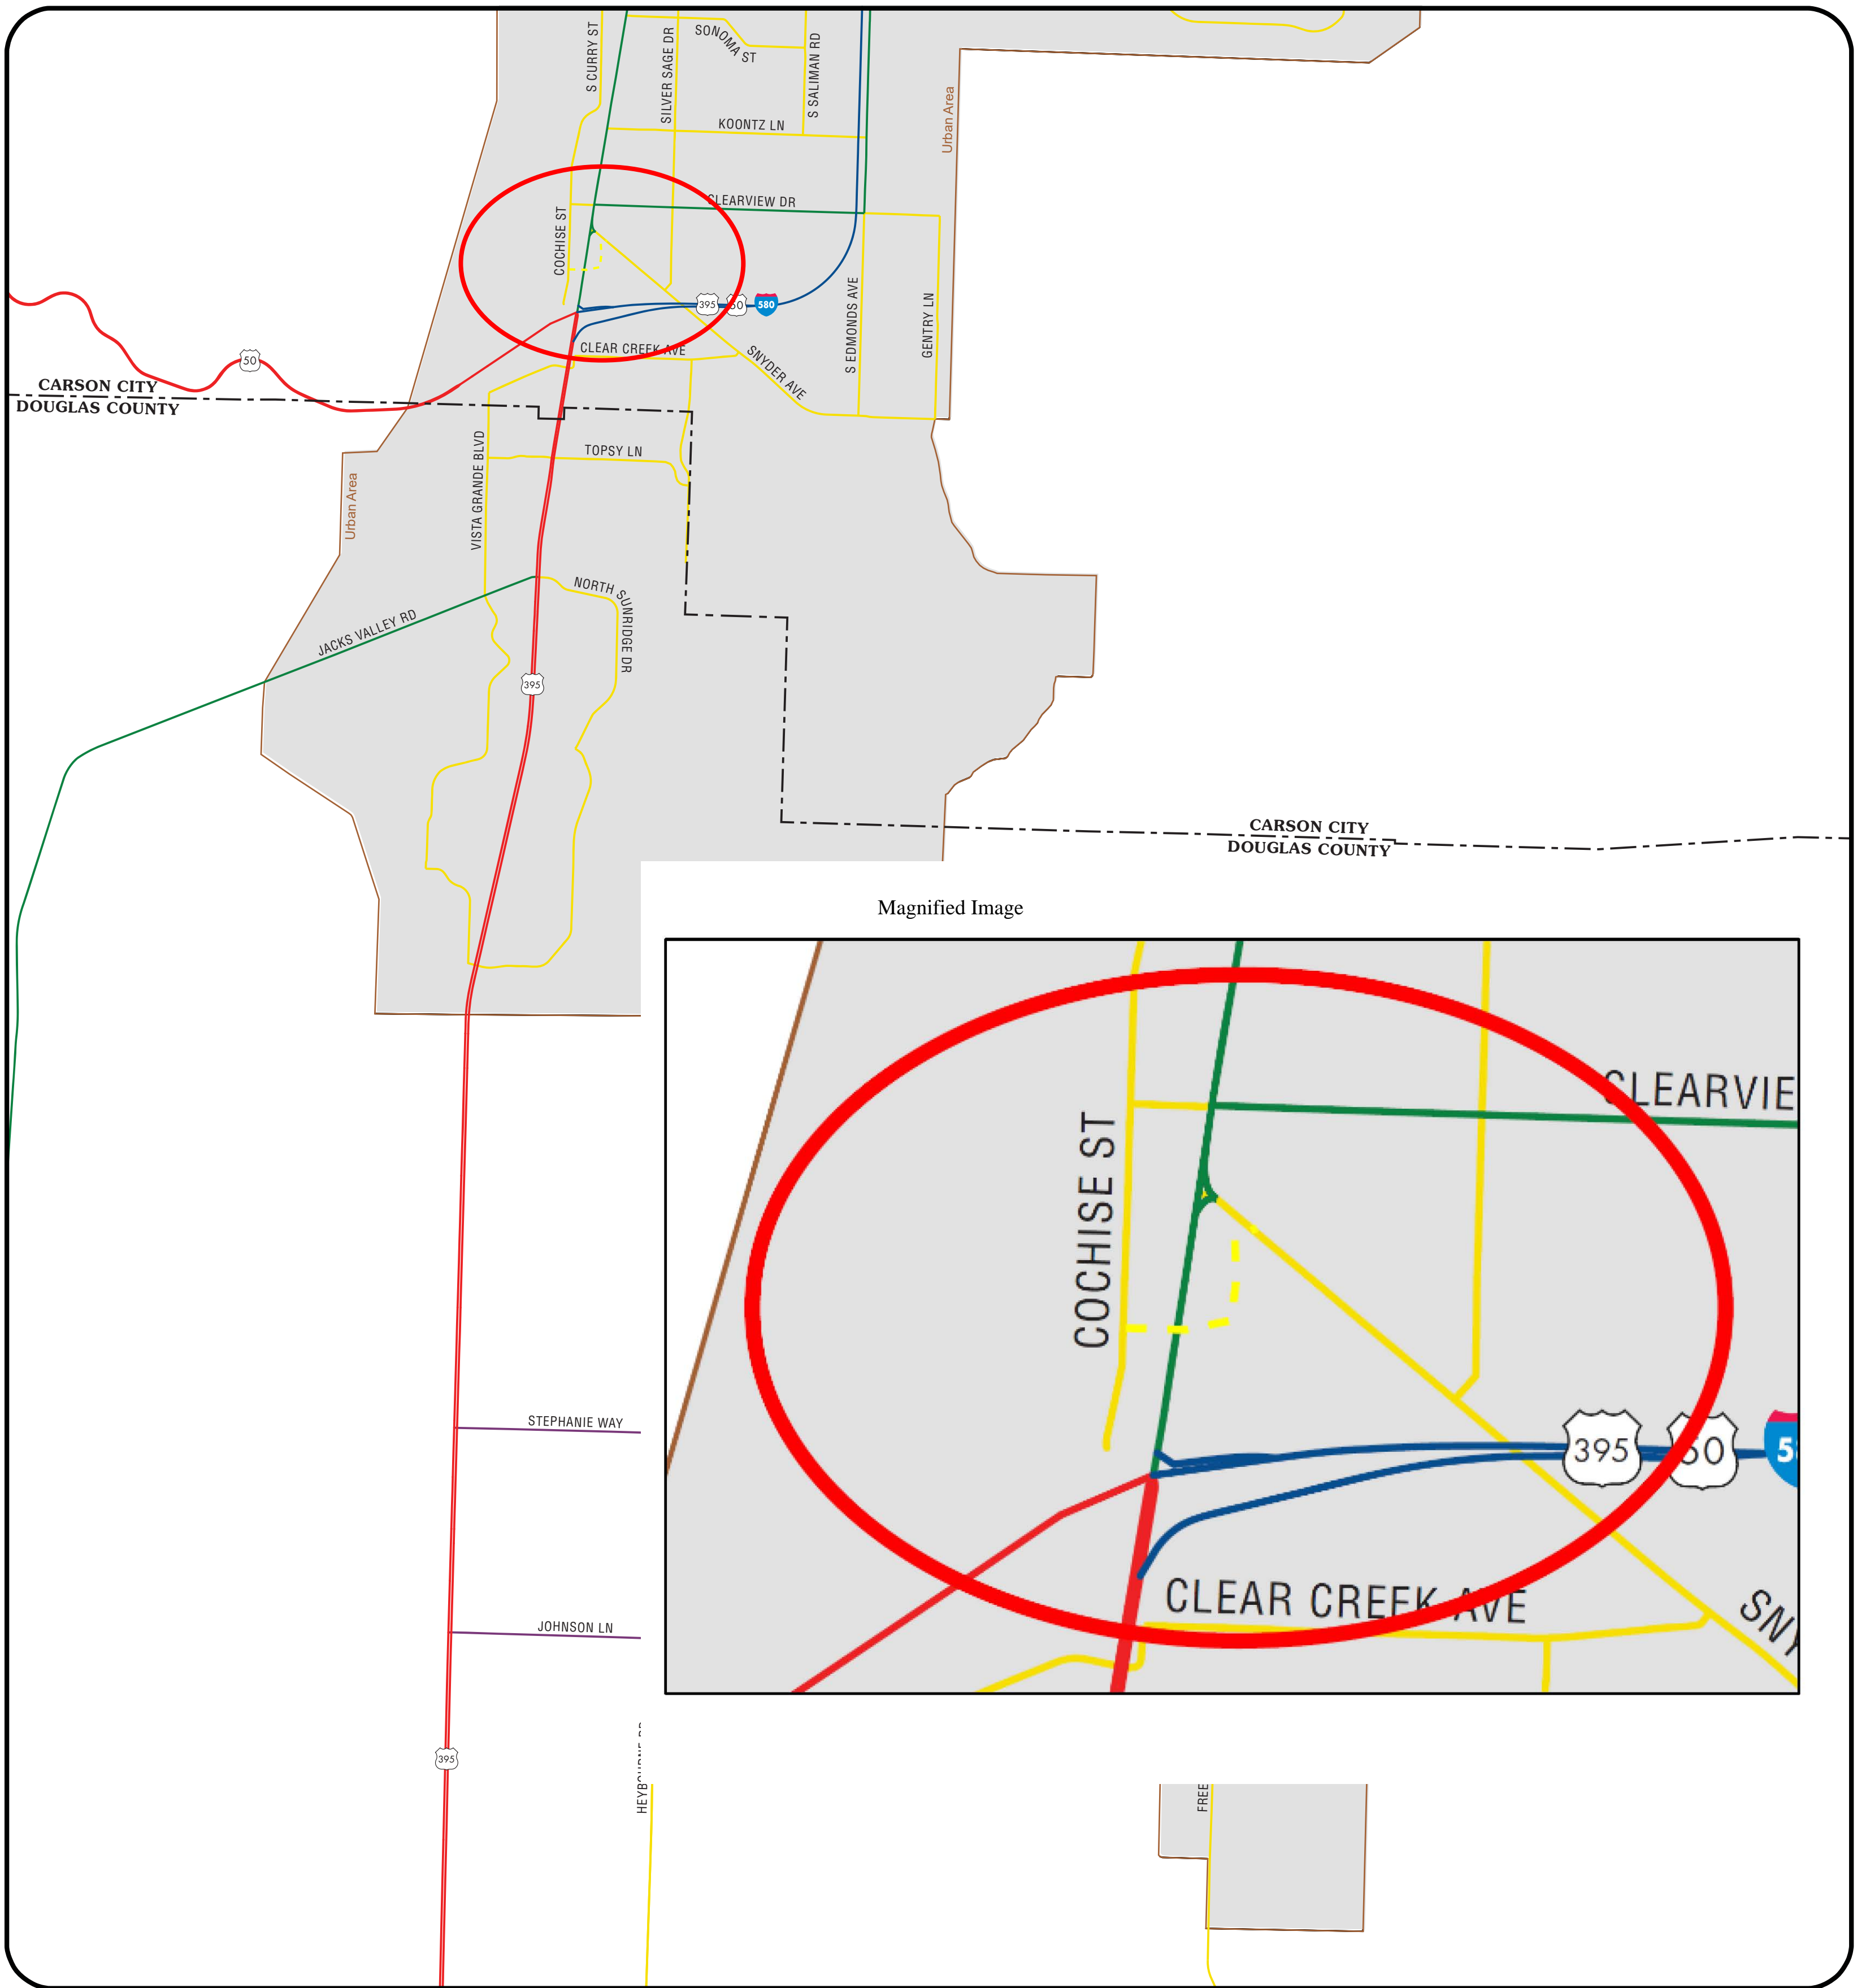 S CURRY ST
SILVER SAGE DR
SONOMA ST
S SALIMAN RD
KOONTZ LN
Urban Area
CLEARVIEW DR
COCHISE ST
395
50
580
S EDMONDS AVE
GENTRY LN
CLEAR CREEK AVE
SNYDER AVE
50
CARSON CITY
DOUGLAS COUNTY
TOPSY LN
VISTA GRANDE BLVD
Urban Area
NORTH SUNRIDGE DR
JACKS VALLEY RD
395
CARSON CITY
DOUGLAS COUNTY
Magnified Image
CLEARVIE
COCHISE ST
395
50
5
CLEAR CREEK AVE
SNY
STEPHANIE WAY
JOHNSON LN
395
FREE